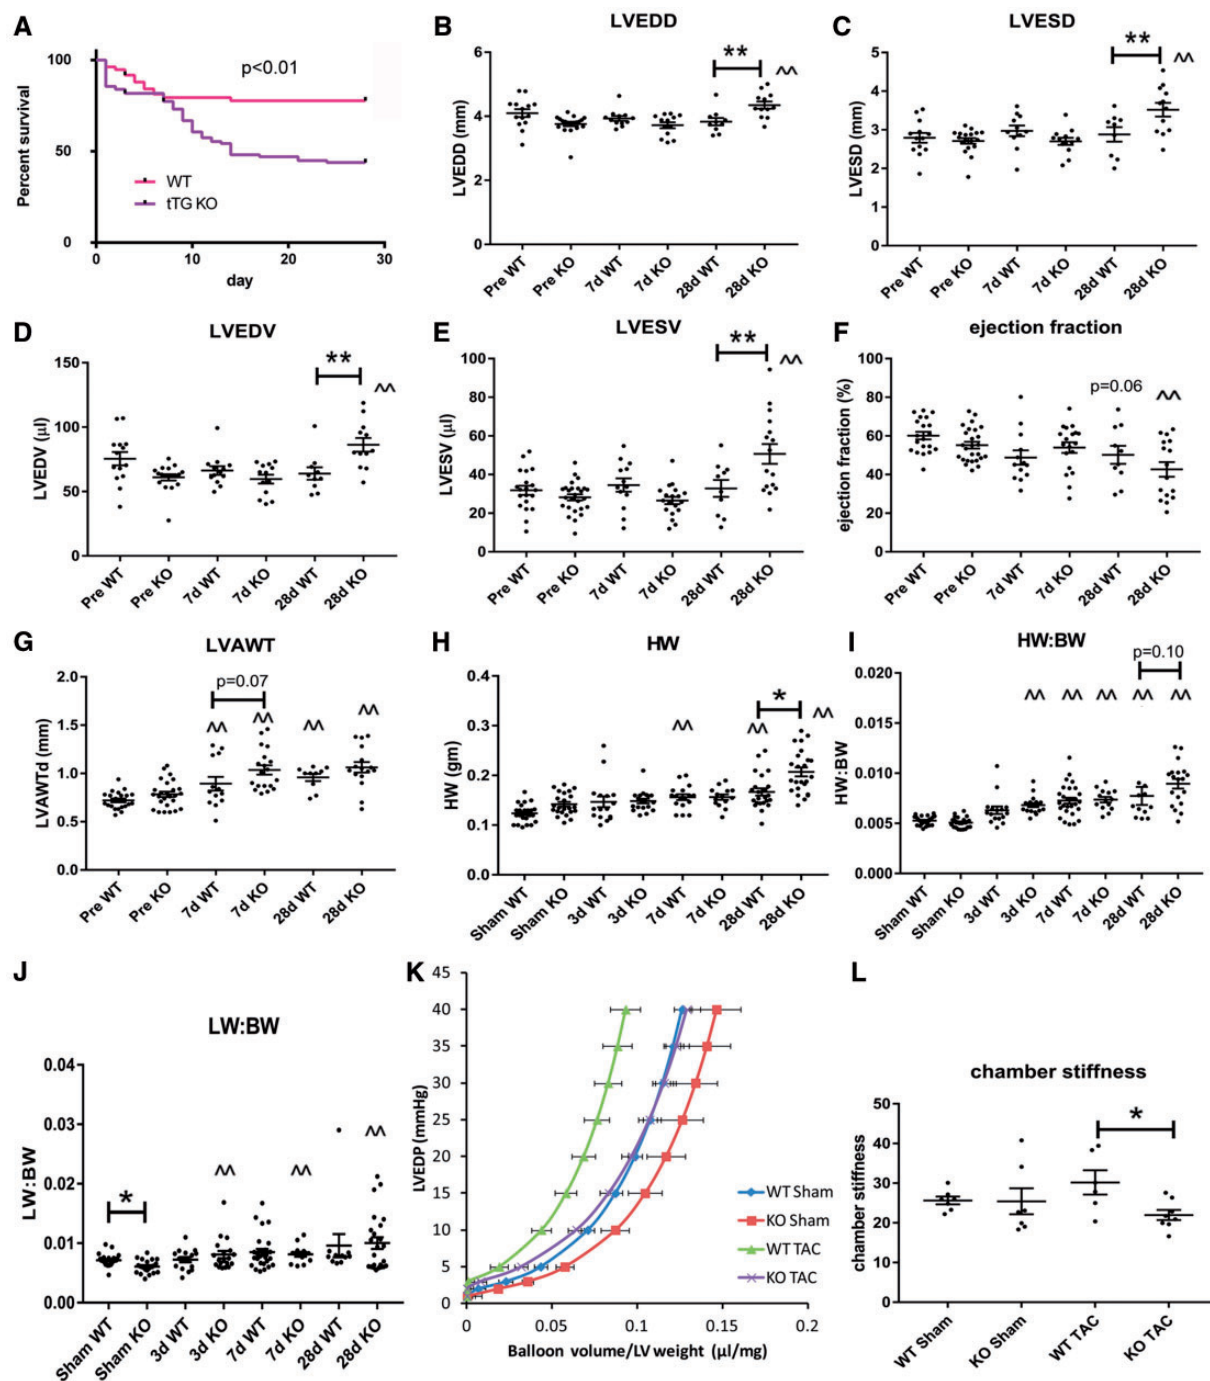 A
100
50
0
0
10
20
30
Percent survival
day
p<0.01
WT
tTG KO
B
LVEDD
LVEDD (mm)
6
4
2
0
**
^^
Pre WT
Pre KO
7d WT
7d KO
28d WT
28d KO
C
LVESD
LVESD (mm)
5
4
3
2
1
0
**
^^
Pre WT
Pre KO
7d WT
7d KO
28d WT
28d KO
D
LVEDV
LVEDV (µl)
150
100
50
0
**
^^
Pre WT
Pre KO
7d WT
7d KO
28d WT
28d KO
E
LVESV
LVESV (µl)
100
80
60
40
20
0
**
^^
Pre WT
Pre KO
7d WT
7d KO
28d WT
28d KO
F
ejection fraction
ejection fraction (%)
100
80
60
40
20
0
p=0.06
^^
Pre WT
Pre KO
7d WT
7d KO
28d WT
28d KO
G
LVAWT
LVAWTd (mm)
2.0
1.5
1.0
0.5
0.0
p=0.07
^^
^^
^^
^^
Pre WT
Pre KO
7d WT
7d KO
28d WT
28d KO
H
HW
HW (gm)
0.4
0.3
0.2
0.1
0.0
^^
^^
*
^^
Sham WT
Sham KO
3d WT
3d KO
7d WT
7d KO
28d WT
28d KO
I
HW:BW
HW:BW
0.020
0.015
0.010
0.005
0.000
p=0.10
^^
^^
^^
^^
^^
Sham WT
Sham KO
3d WT
3d KO
7d WT
7d KO
28d WT
28d KO
J
LW:BW
LW:BW
0.04
0.03
0.02
0.01
0.00
*
^^
^^
^^
Sham WT
Sham KO
3d WT
3d KO
7d WT
7d KO
28d WT
28d KO
K
LVEDP (mmHg)
45
40
35
30
25
20
15
10
5
0
0
0.05
0.1
0.15
0.2
Balloon volume/LV weight (µl/mg)
WT Sham
KO Sham
WT TAC
KO TAC
L
chamber stiffness
chamber stiffness
50
40
30
20
10
0
*
WT Sham
KO Sham
WT TAC
KO TAC